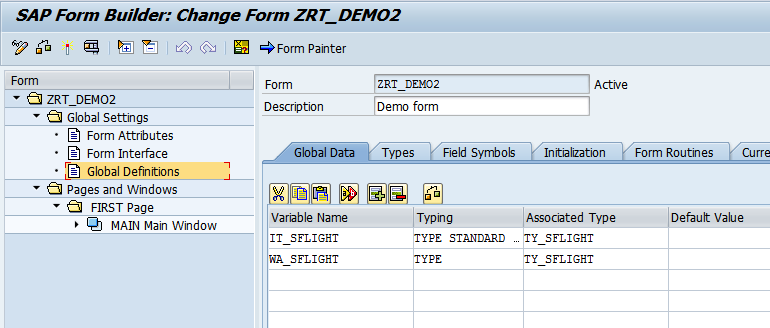 SAP Form Builder: Change Form ZRT_DEMO2
Form Painter
Form
ZRT_DEMO2
Global Settings
Form Attributes
Form Interface
Global Definitions
Pages and Windows
FIRST Page
MAIN Main Window
Form ZRT_DEMO2 Active
Description Demo form
Global Data Types Field Symbols Initialization Form Routines Curre
Variable Name Typing Associated Type Default Value
IT_SFLIGHT TYPE STANDARD … TY_SFLIGHT
WA_SFLIGHT TYPE TY_SFLIGHT